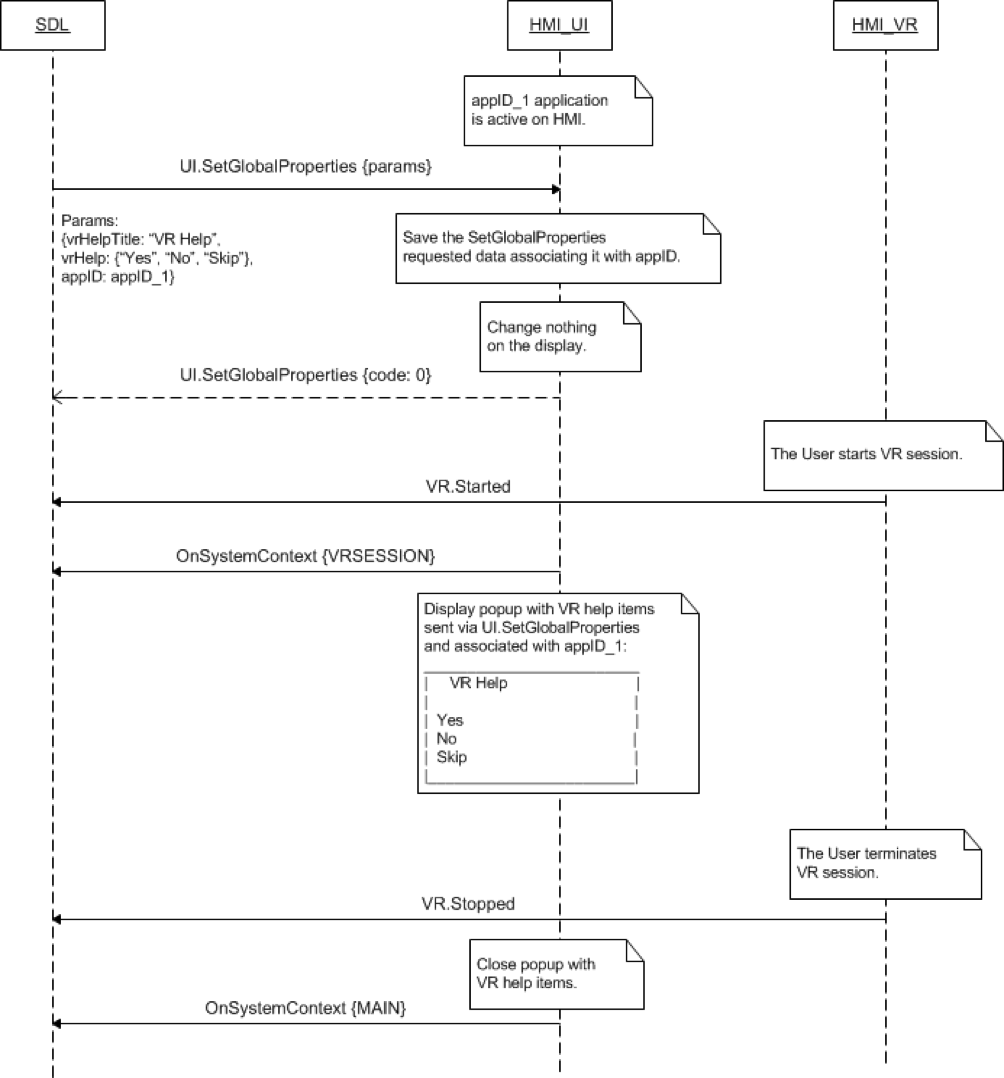 SDL
HMI_UI
HMI_VR
appID_1 application
is active on HMI.
UI.SetGlobalProperties {params}
Params:
{vrHelpTitle: “VR Help”,
vrHelp: {“Yes”, “No”, “Skip”},
appID: appID_1}
Save the SetGlobalProperties
requested data associating it with appID.
Change nothing
on the display.
UI.SetGlobalProperties {code: 0}
The User starts VR session.
VR.Started
OnSystemContext {VRSESSION}
Display popup with VR help items
sent via UI.SetGlobalProperties
and associated with appID_1:
VR Help
Yes
No
Skip
The User terminates
VR session.
VR.Stopped
Close popup with
VR help items.
OnSystemContext {MAIN}